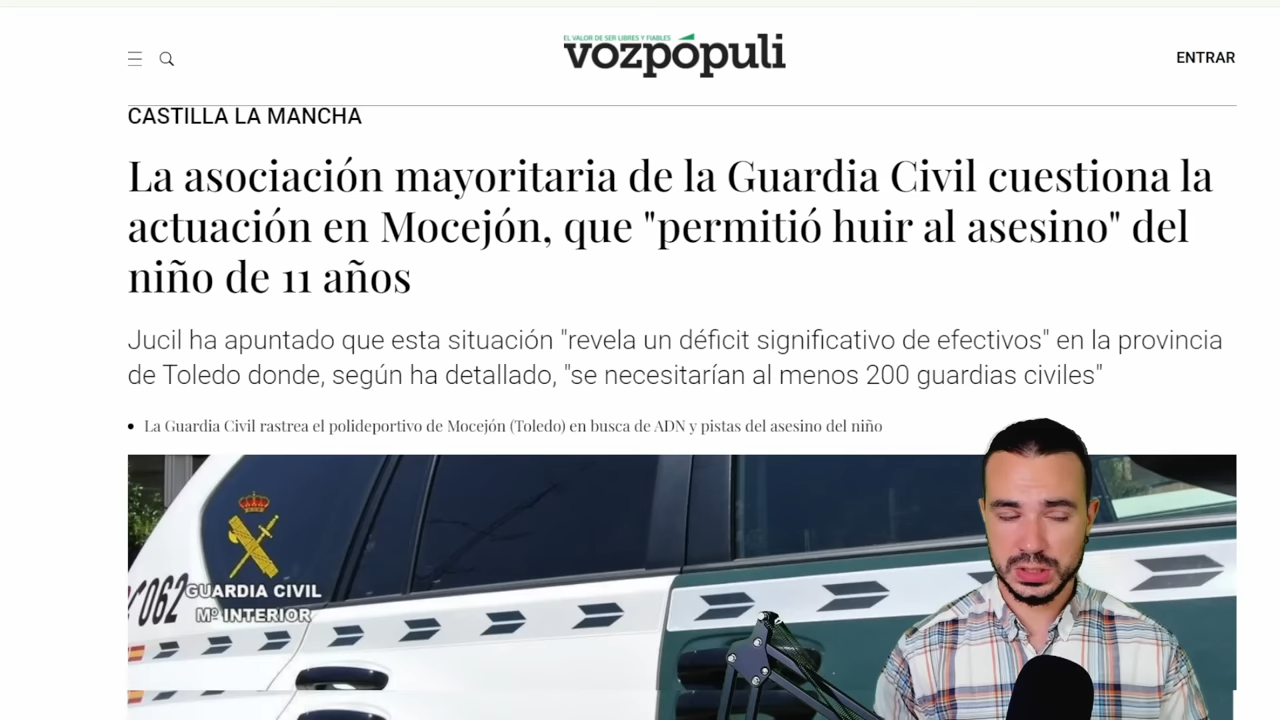 EL VALOR DE SER LIBRES Y FIABLES
vozpópuli
ENTRAR
CASTILLA LA MANCHA
La asociación mayoritaria de la Guardia Civil cuestiona la
actuación en Mocejón, que "permitió huir al asesino" del
niño de 11 años
Jucil ha apuntado que esta situación "revela un déficit significativo de efectivos" en la provincia
de Toledo donde, según ha detallado, "se necesitarían al menos 200 guardias civiles"
• La Guardia Civil rastrea el polideportivo de Mocejón (Toledo) en busca de ADN y pistas del asesino del niño
062
GUARDIA CIVIL
Mº INTERIOR